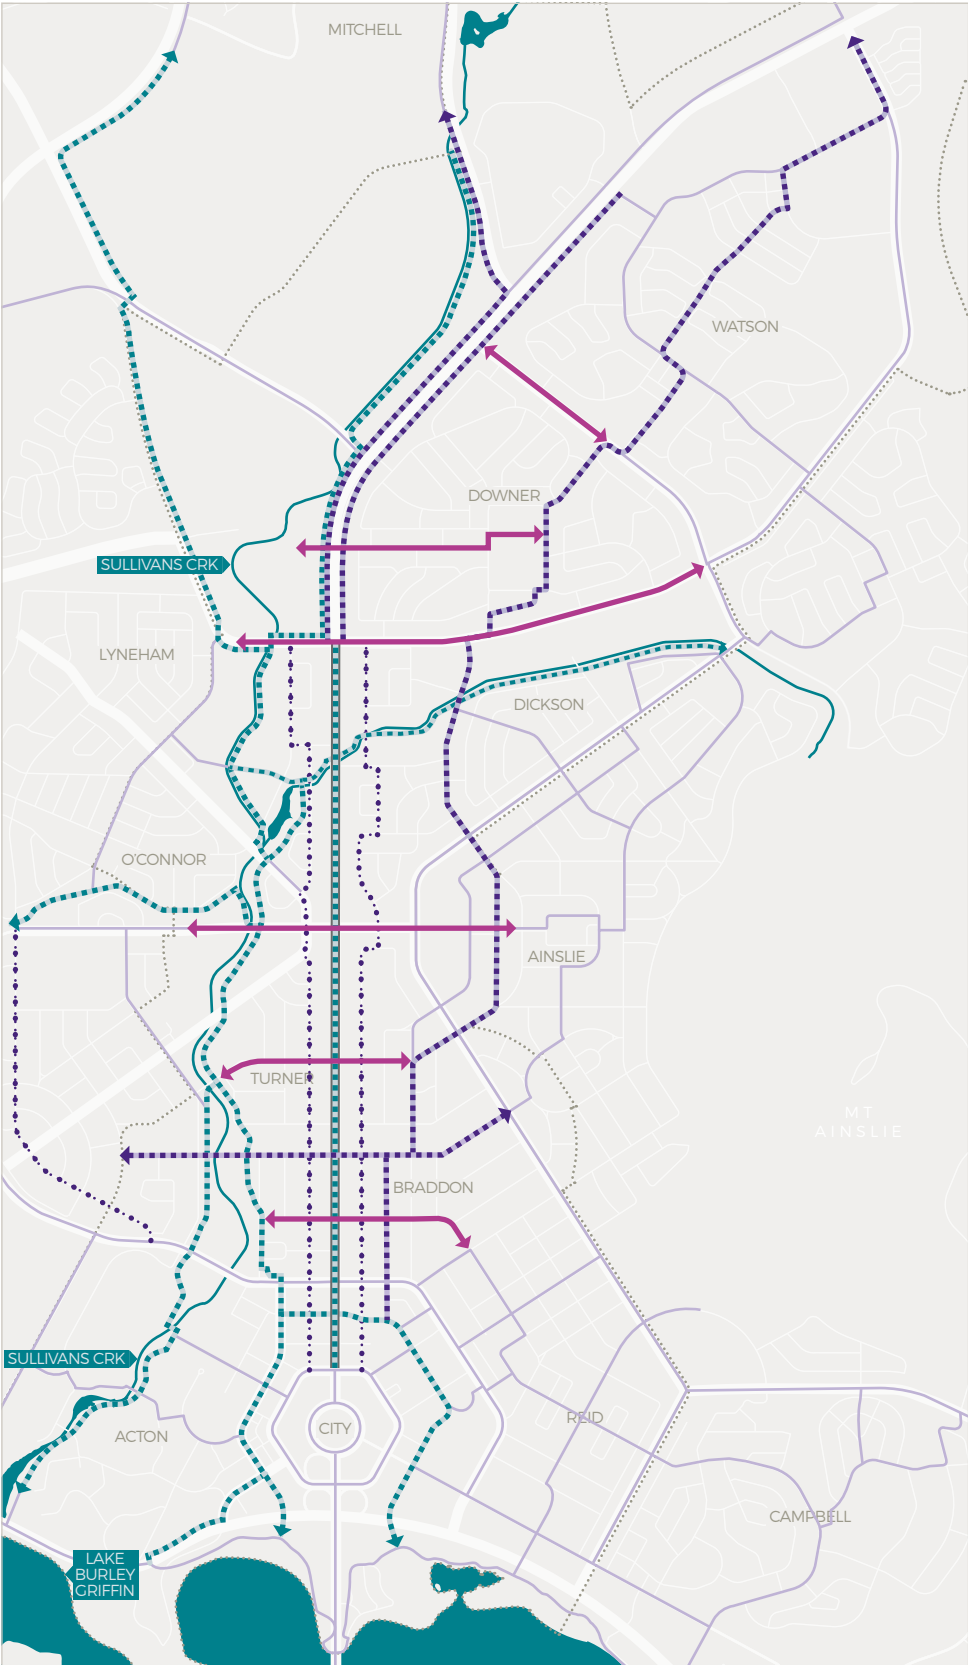 MITCHELL
WATSON
DOWNER
SULLIVANS CRK
LYNEHAM
DICKSON
O'CONNOR
AINSLIE
TURNER
MT
AINSLIE
BRADDON
SULLIVANS CRK
REID
CITY
ACTON
CAMPBELL
LAKE
BURLEY
GRIFFIN